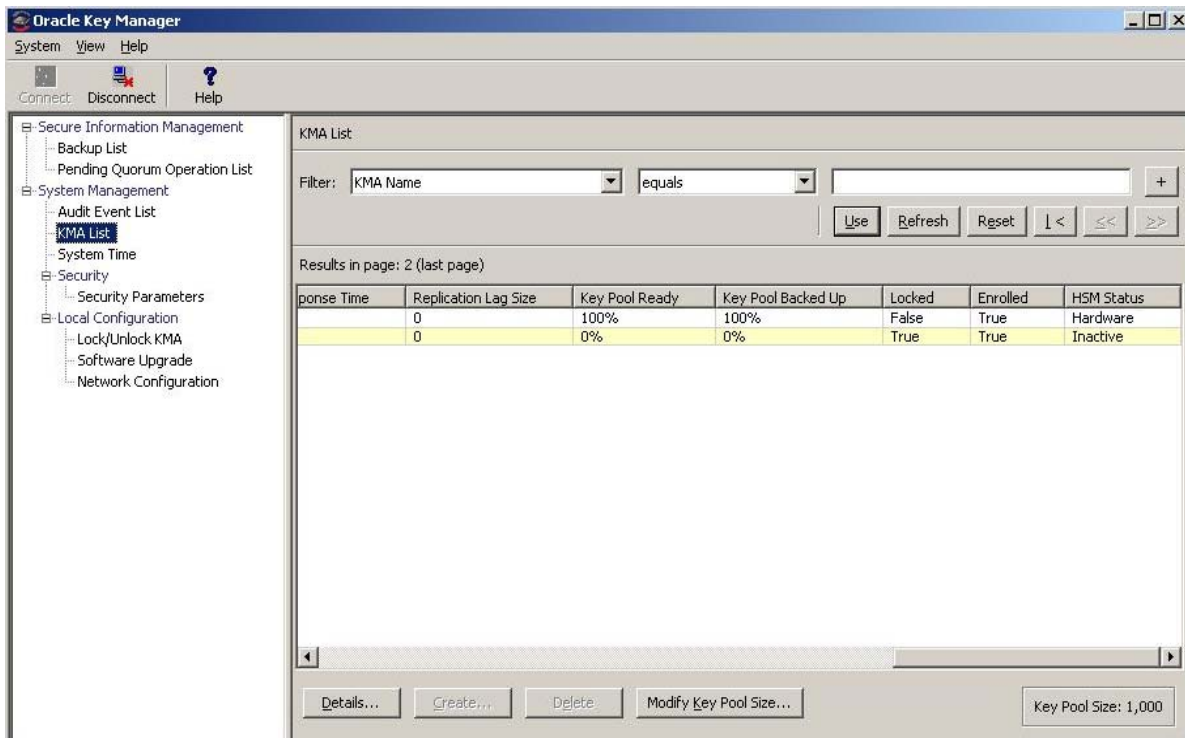 Oracle Key Manager
System View Help
Connect Disconnect Help
Secure Information Management
Backup List
Pending Quorum Operation List
System Management
Audit Event List
KMA List
System Time
Security
Security Parameters
Local Configuration
Lock/Unlock KMA
Software Upgrade
Network Configuration
KMA List
Filter: KMA Name equals +
Use Refresh Reset |< << >>
Results in page: 2 (last page)
ponse Time Replication Lag Size Key Pool Ready Key Pool Backed Up Locked Enrolled HSM Status
0 100% 100% False True Hardware
0 0% 0% True True Inactive
Details... Create... Delete Modify Key Pool Size... Key Pool Size: 1,000